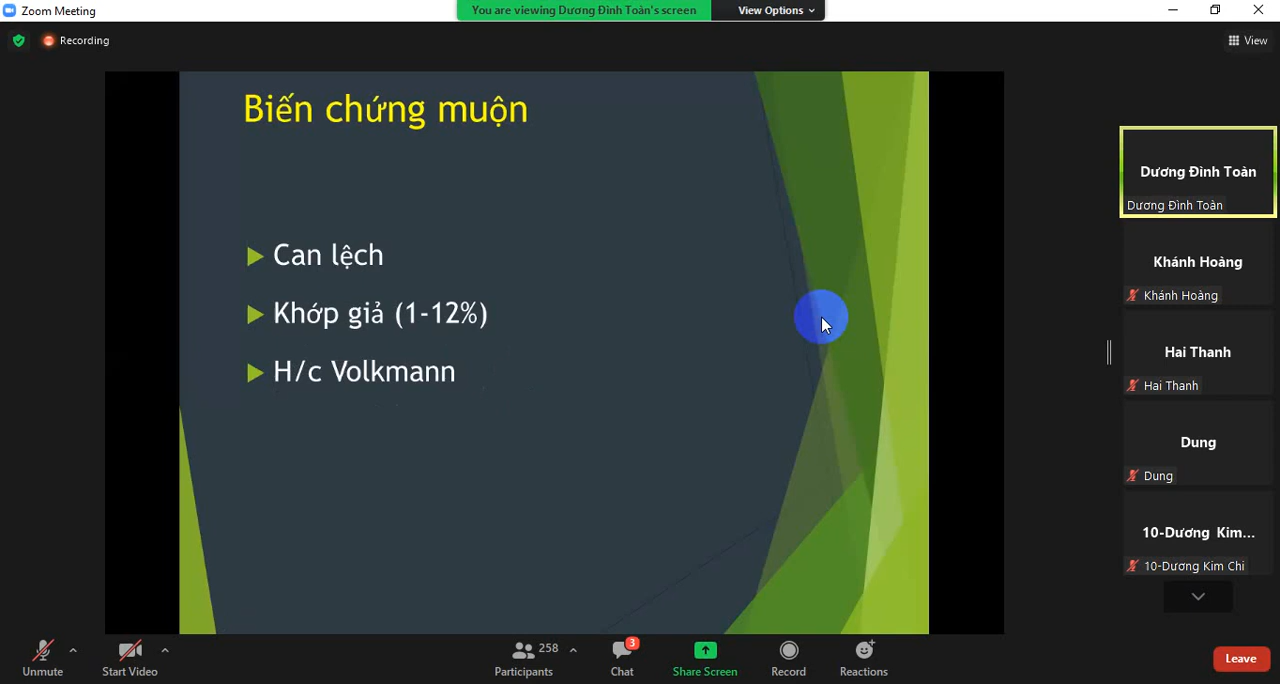 Zoom Meeting
You are viewing Dương Đình Toàn's screen
View Options
Recording
View
Biến chứng muộn
Can lệch
Khớp giả (1-12%)
H/c Volkmann
Dương Đình Toàn
Dương Đình Toàn
Khánh Hoàng
Khánh Hoàng
Hai Thanh
Hai Thanh
Dung
Dung
10-Dương Kim...
10-Dương Kim Chi
Unmute
Start Video
258
Participants
3
Chat
Share Screen
Record
Reactions
Leave